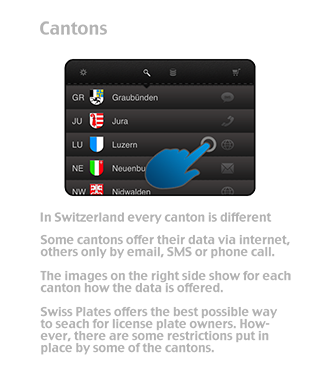 Cantons
GR Graubünden
JU Jura
LU Luzern
NE Neuenbu
NW Nidwalden
In Switzerland every canton is different
Some cantons offer their data via internet,
others only by email, SMS or phone call.
The images on the right side show for each
canton how the data is offered.
Swiss Plates offers the best possible way
to seach for license plate owners. How-
ever, there are some restrictions put in
place by some of the cantons.